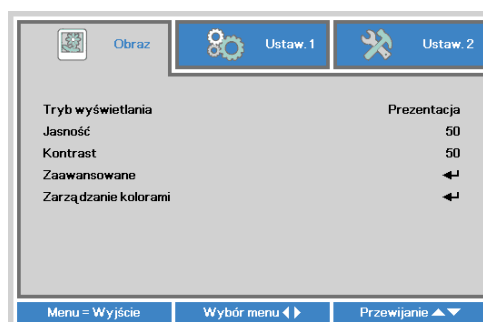 Obraz Ustaw. 1 Ustaw. 2
Tryb wyświetlania Prezentacja
Jasność 50
Kontrast 50
Zaawansowane
Zarządzanie kolorami
Menu = Wyjście Wybór menu Przewijanie